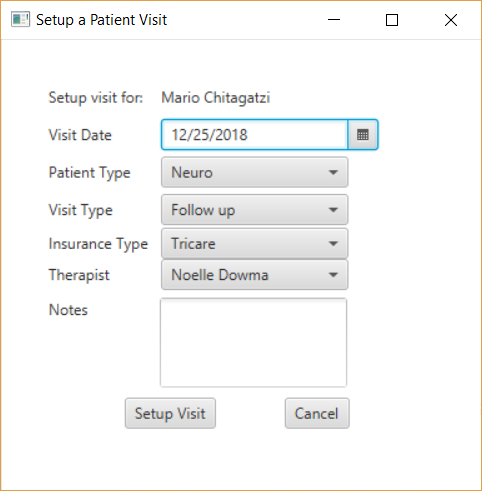 Setup a Patient Visit
Setup visit for: Mario Chitagatzi
Visit Date 12/25/2018
Patient Type Neuro
Visit Type Follow up
Insurance Type Tricare
Therapist Noelle Dowma
Notes
Setup Visit Cancel